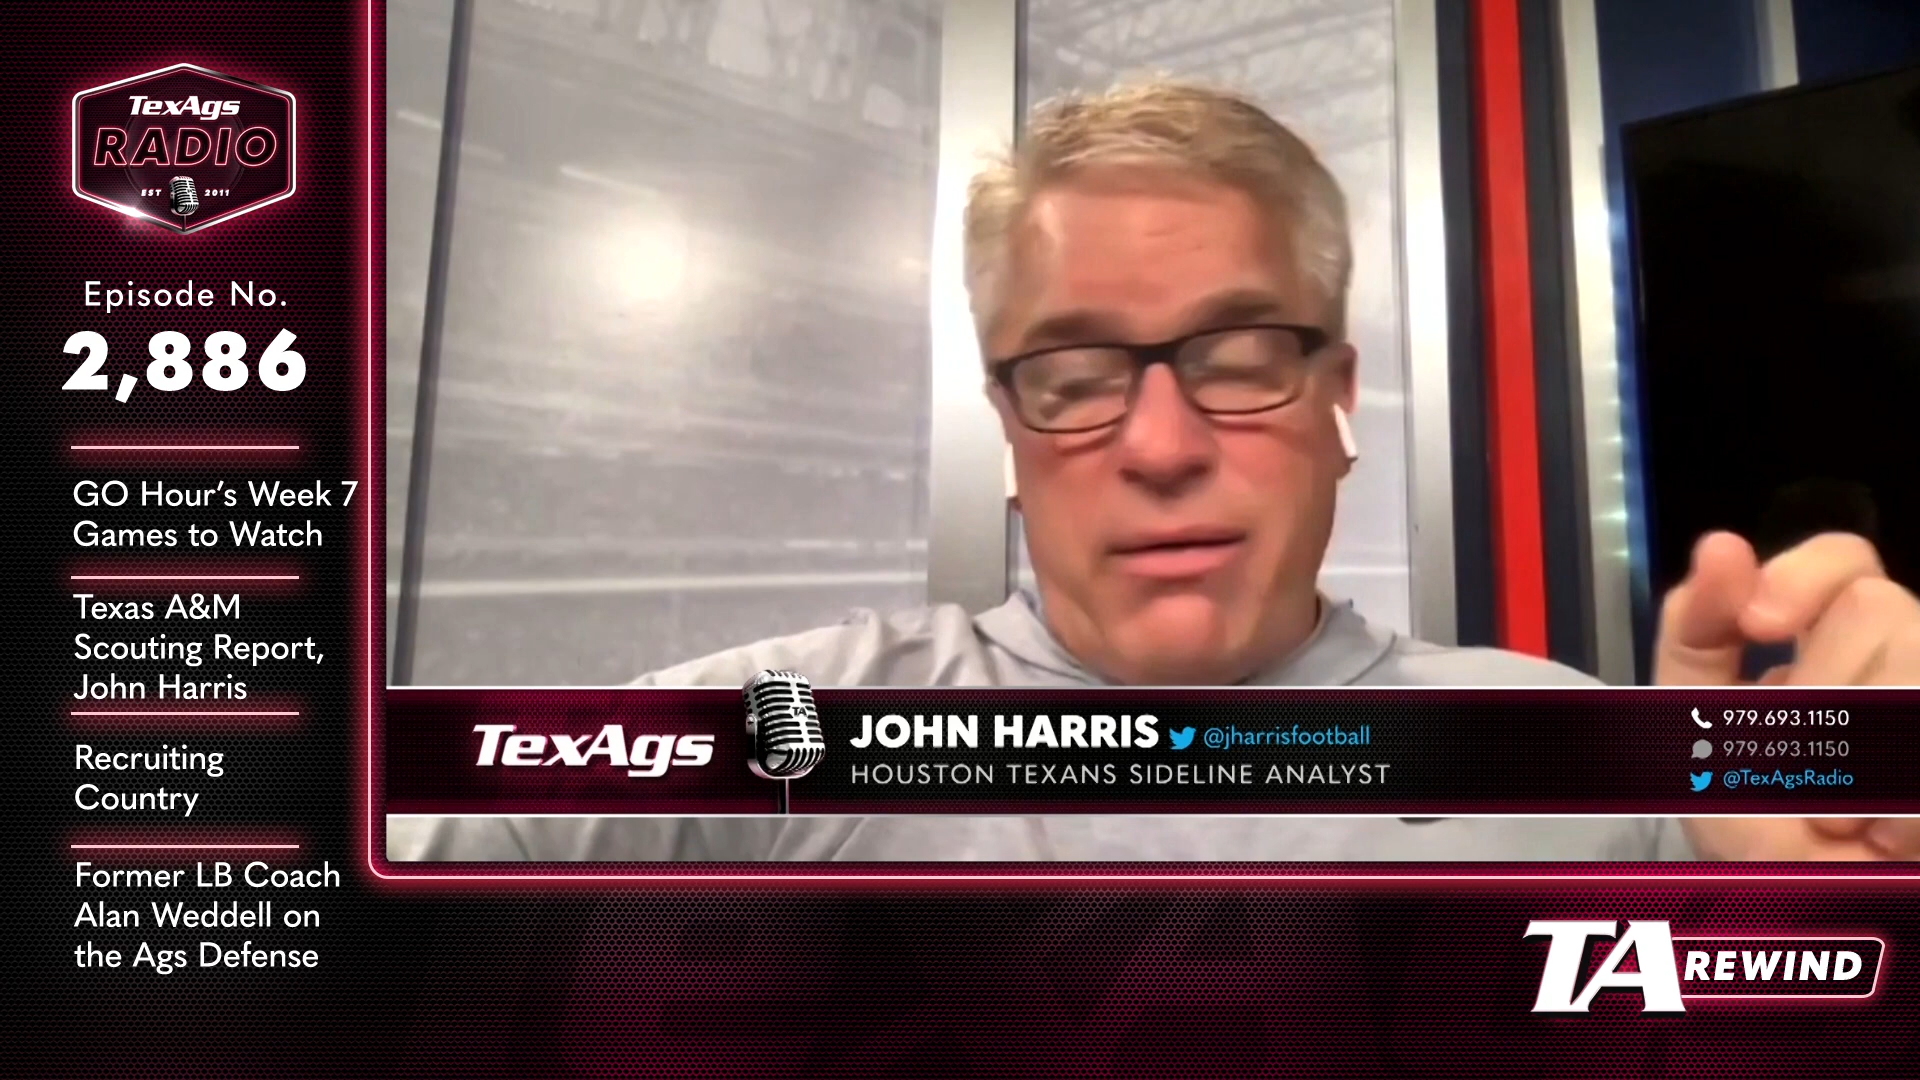 TexAgs
RADIO
EST 2011
Episode No.
2,886
GO Hour's Week 7
Games to Watch
Texas A&M
Scouting Report,
John Harris
Recruiting
Country
Former LB Coach
Alan Weddell on
the Ags Defense
TexAgs
TA
JOHN HARRIS @jharrisfootball
HOUSTON TEXANS SIDELINE ANALYST
979.693.1150
979.693.1150
@TexAgsRadio
TA REWIND